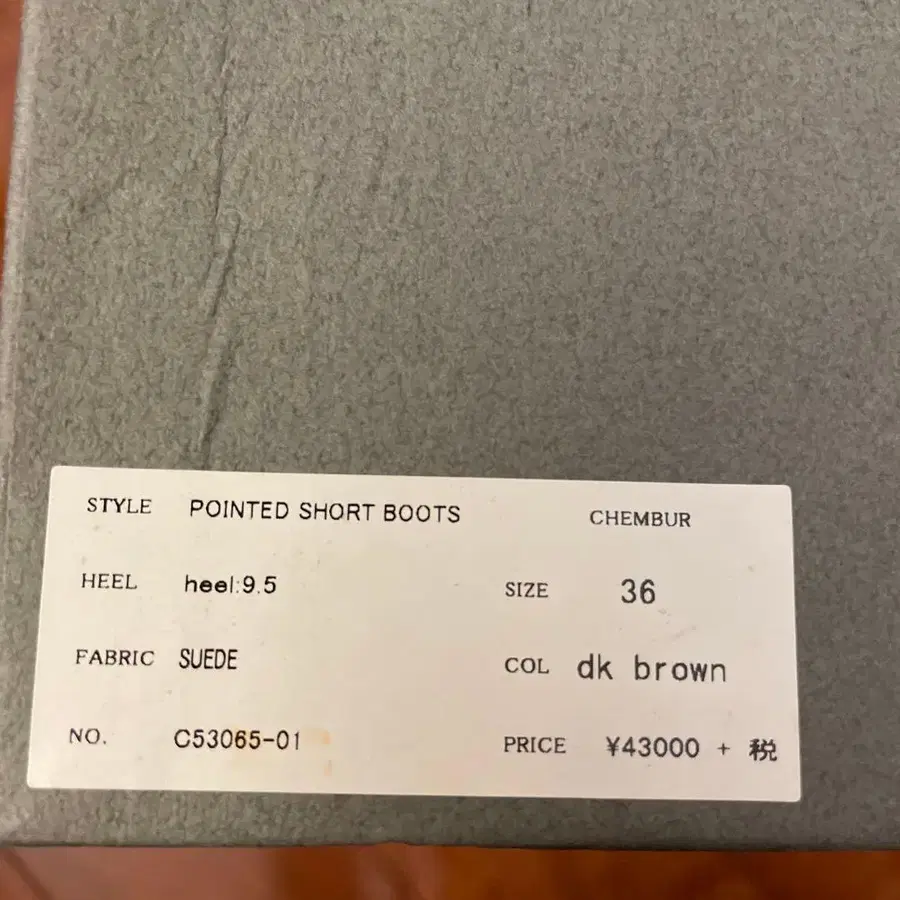 STYLE POINTED SHORT BOOTS CHEMBUR
HEEL heel:9.5 SIZE 36
FABRIC SUEDE COL dk brown
NO. C53065-01 PRICE ¥43000 + 税